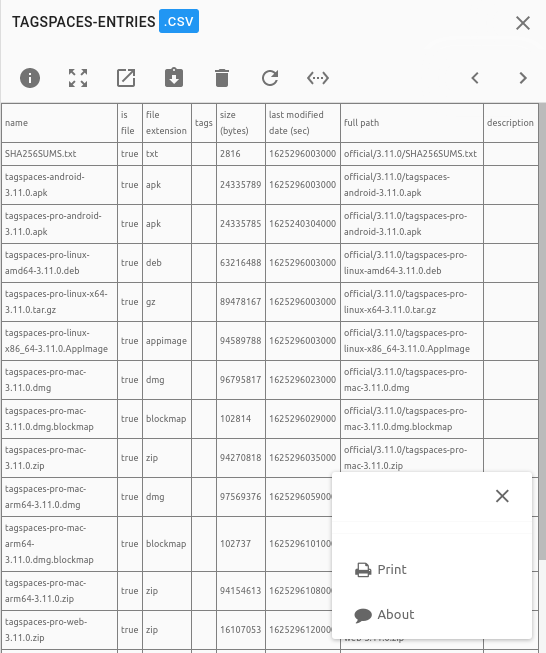 TAGSPACES-ENTRIES .CSV
name is file file extension tags size (bytes) last modified date (sec) full path description
SHA256SUMS.txt true txt 2816 1625296003000 official/3.11.0/SHA256SUMS.txt
tagspaces-android-3.11.0.apk true apk 24335789 1625296003000 official/3.11.0/tagspaces-android-3.11.0.apk
tagspaces-pro-android-3.11.0.apk true apk 24335785 1625240304000 official/3.11.0/tagspaces-pro-android-3.11.0.apk
tagspaces-pro-linux-amd64-3.11.0.deb true deb 63216488 1625296003000 official/3.11.0/tagspaces-pro-linux-amd64-3.11.0.deb
tagspaces-pro-linux-x64-3.11.0.tar.gz true gz 89478167 1625296003000 official/3.11.0/tagspaces-pro-linux-x64-3.11.0.tar.gz
tagspaces-pro-linux-x86_64-3.11.0.AppImage true appimage 94589788 1625296003000 official/3.11.0/tagspaces-pro-linux-x86_64-3.11.0.AppImage
tagspaces-pro-mac-3.11.0.dmg true dmg 96795817 1625296023000 official/3.11.0/tagspaces-pro-mac-3.11.0.dmg
tagspaces-pro-mac-3.11.0.dmg.blockmap true blockmap 102814 1625296029000 official/3.11.0/tagspaces-pro-mac-3.11.0.dmg.blockmap
tagspaces-pro-mac-3.11.0.zip true zip 94270818 1625296035000 official/3.11.0/tagspaces-pro-mac-3.11.0.zip
tagspaces-pro-mac-arm64-3.11.0.dmg true dmg 97569376 1625296059000
tagspaces-pro-mac-arm64-3.11.0.dmg.blockmap true blockmap 102737 1625296101000
tagspaces-pro-mac-arm64-3.11.0.zip true zip 94154613 1625296108000
tagspaces-pro-web-3.11.0.zip true zip 16107053 1625296120000 web-3.11.0.zip
Print
About